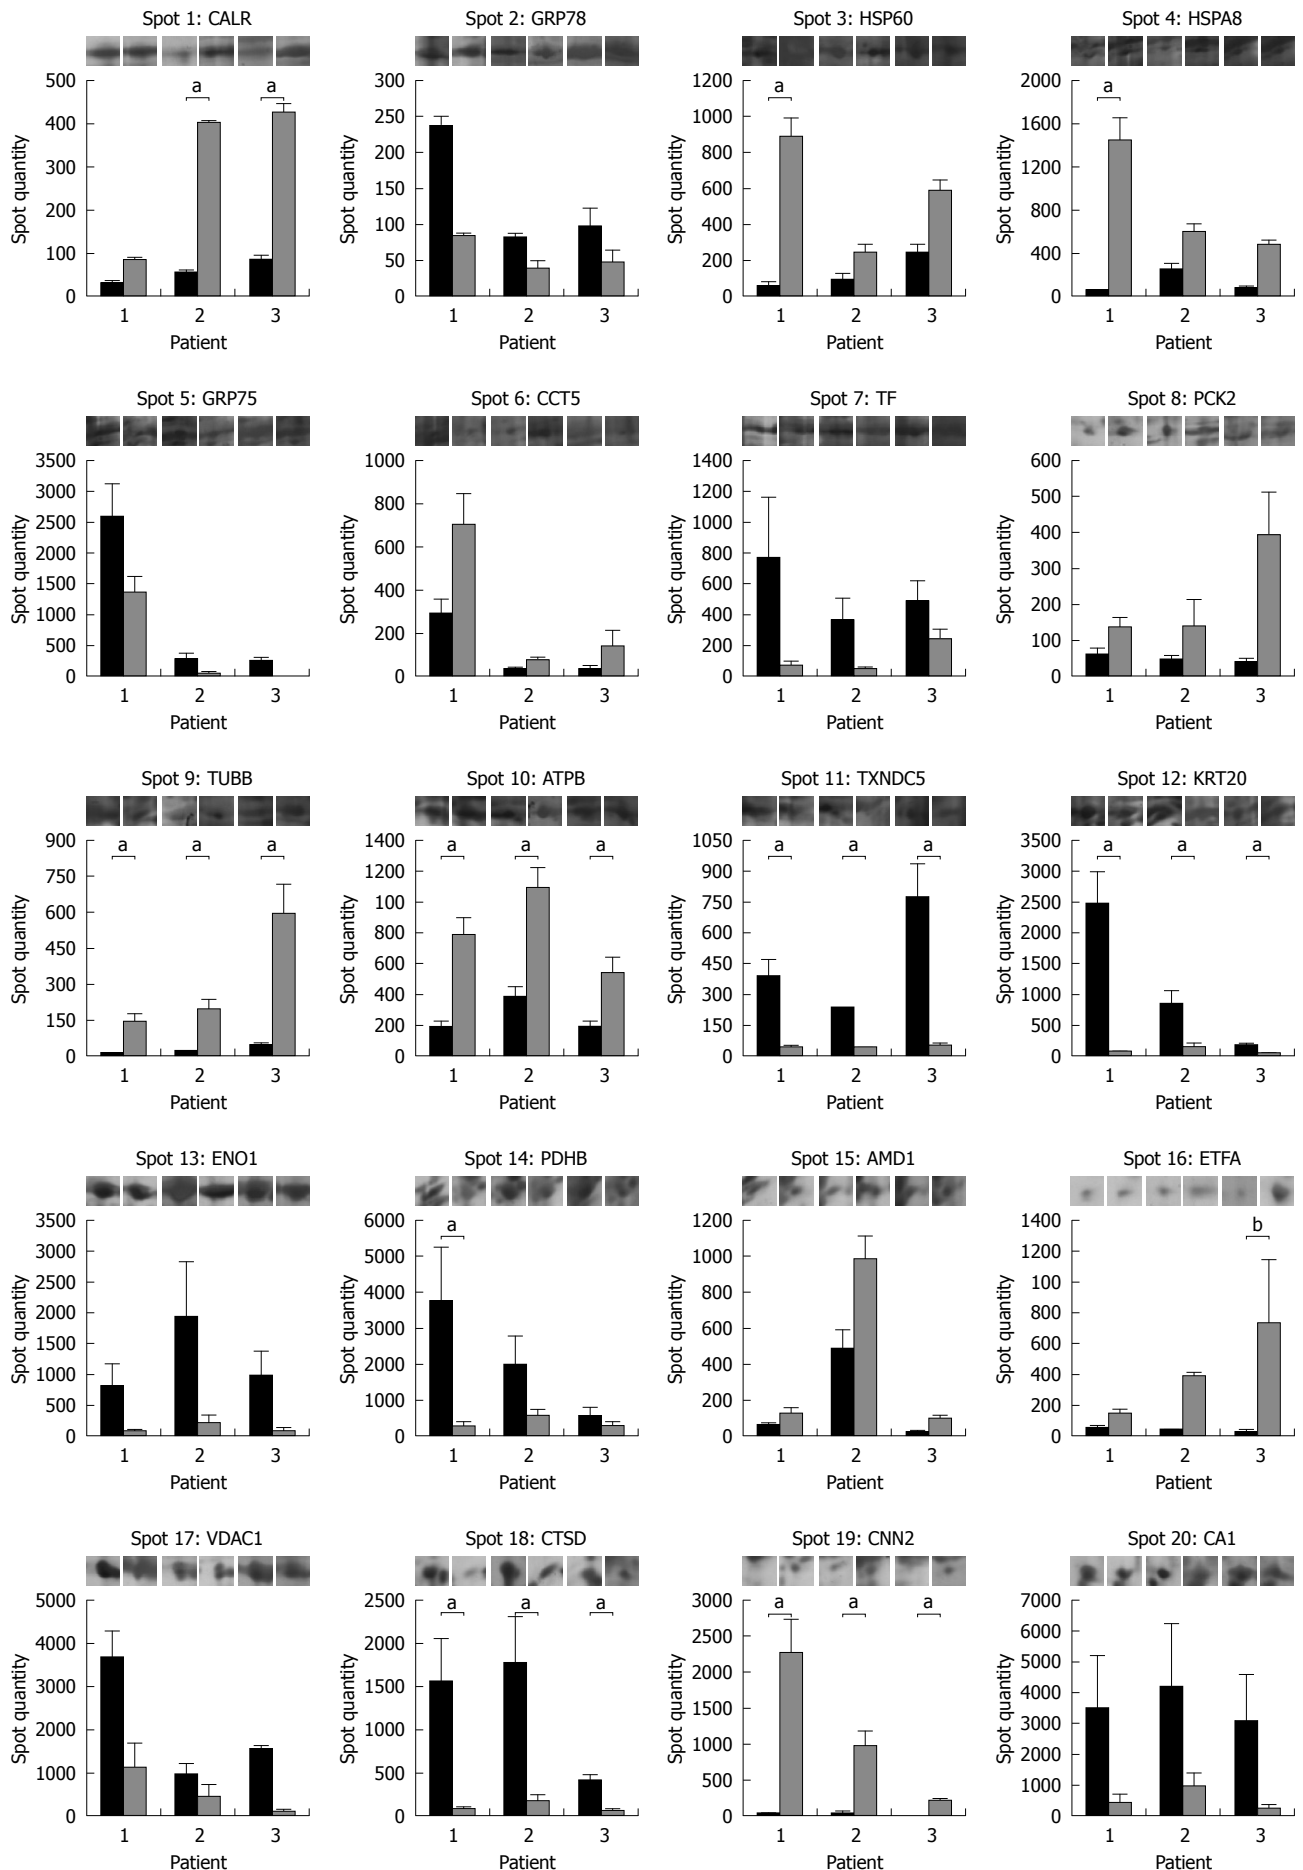 Spot 1: CALR
a
a
500
400
300
200
100
0
Spot quantity
1 2 3
Patient
Spot 2: GRP78
300
250
200
150
100
50
0
Spot quantity
1 2 3
Patient
Spot 3: HSP60
a
1200
1000
800
600
400
200
0
Spot quantity
1 2 3
Patient
Spot 4: HSPA8
a
2000
1600
1200
800
400
0
Spot quantity
1 2 3
Patient
Spot 5: GRP75
3500
3000
2500
2000
1500
1000
500
0
Spot quantity
1 2 3
Patient
Spot 6: CCT5
1000
800
600
400
200
0
Spot quantity
1 2 3
Patient
Spot 7: TF
1400
1200
1000
800
600
400
200
0
Spot quantity
1 2 3
Patient
Spot 8: PCK2
600
500
400
300
200
100
0
Spot quantity
1 2 3
Patient
Spot 9: TUBB
a a a
900
750
600
450
300
150
0
Spot quantity
1 2 3
Patient
Spot 10: ATPB
a a a
1400
1200
100
800
600
400
200
0
Spot quantity
1 2 3
Patient
Spot 11: TXNDC5
a a a
1050
900
750
600
450
300
150
0
Spot quantity
1 2 3
Patient
Spot 12: KRT20
a a a
3500
3000
2500
2000
1500
1000
500
0
Spot quantity
1 2 3
Patient
Spot 13: ENO1
3500
3000
2500
2000
1500
1000
500
0
Spot quantity
1 2 3
Patient
Spot 14: PDHB
a
6000
5000
4000
3000
2000
1000
0
Spot quantity
1 2 3
Patient
Spot 15: AMD1
1200
1000
800
600
400
200
0
Spot quantity
1 2 3
Patient
Spot 16: ETFA
b
1400
1200
100
800
600
400
200
0
Spot quantity
1 2 3
Patient
Spot 17: VDAC1
5000
4000
3000
2000
1000
0
Spot quantity
1 2 3
Patient
Spot 18: CTSD
a a a
2500
2000
1500
1000
500
0
Spot quantity
1 2 3
Patient
Spot 19: CNN2
a a a
3000
2500
2000
1500
1000
500
0
Spot quantity
1 2 3
Patient
Spot 20: CA1
7000
6000
5000
4000
3000
2000
1000
0
Spot quantity
1 2 3
Patient